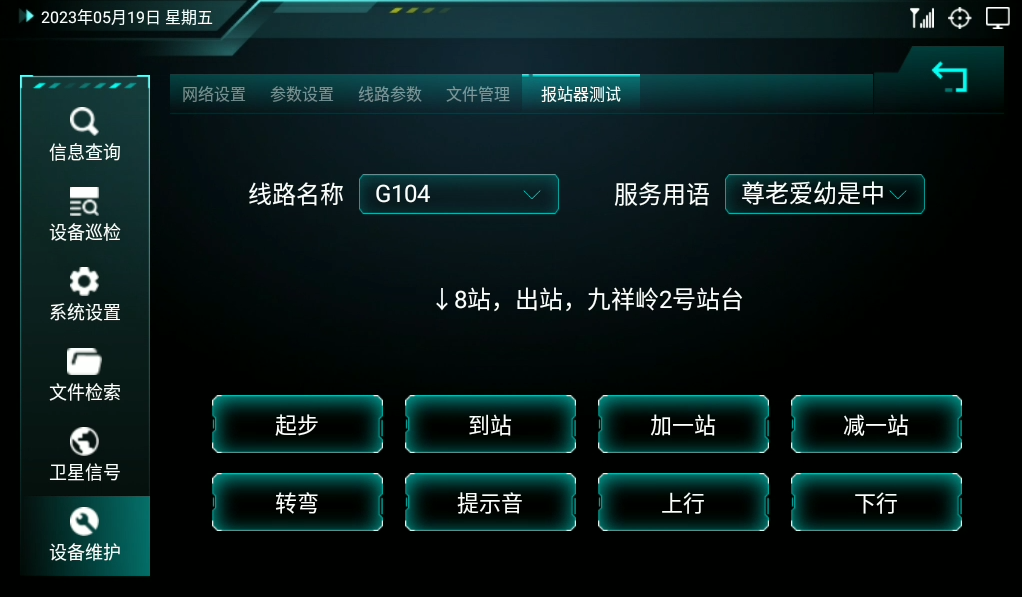 2023年05月19日 星期五
网络设置 参数设置 线路参数 文件管理 报站器测试
信息查询
设备巡检
系统设置
文件检索
卫星信号
设备维护
线路名称 G104 服务用语 尊老爱幼是中
↓8站，出站，九祥岭2号站台
起步 到站 加一站 减一站
转弯 提示音 上行 下行